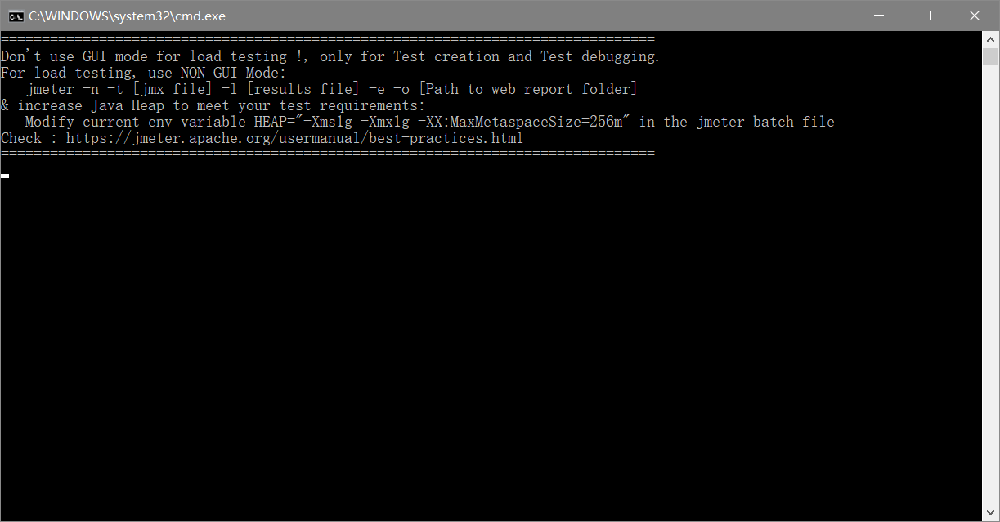 C:\WINDOWS\system32\cmd.exe
================================================================================
Don't use GUI mode for load testing !, only for Test creation and Test debugging.
For load testing, use NON GUI Mode:
   jmeter -n -t [jmx file] -l [results file] -e -o [Path to web report folder]
& increase Java Heap to meet your test requirements:
   Modify current env variable HEAP="-Xms1g -Xmx1g -XX:MaxMetaspaceSize=256m" in the jmeter batch file
Check : https://jmeter.apache.org/usermanual/best-practices.html
================================================================================